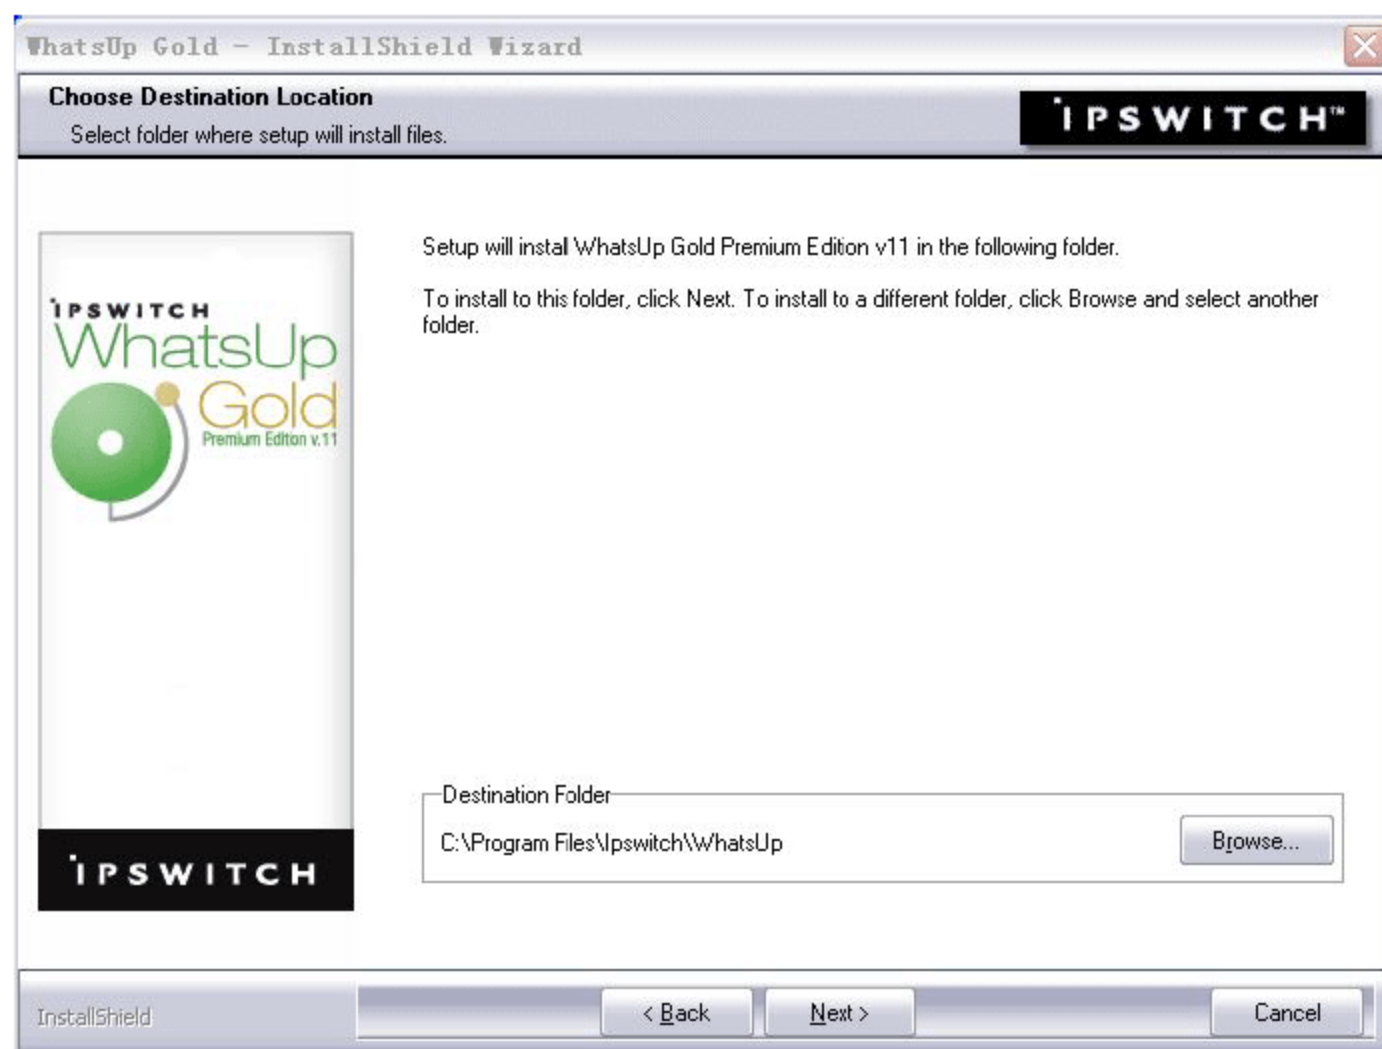 WhatsUp Gold - InstallShield Wizard
Choose Destination Location
Select folder where setup will install files.
IPSWITCH™
IPSWITCH
WhatsUp
Gold
Premium Edition v.11
IPSWITCH
Setup will install WhatsUp Gold Premium Edition v11 in the following folder.
To install to this folder, click Next. To install to a different folder, click Browse and select another
folder.
Destination Folder
C:\Program Files\Ipswitch\WhatsUp
Browse...
InstallShield
< Back
Next >
Cancel